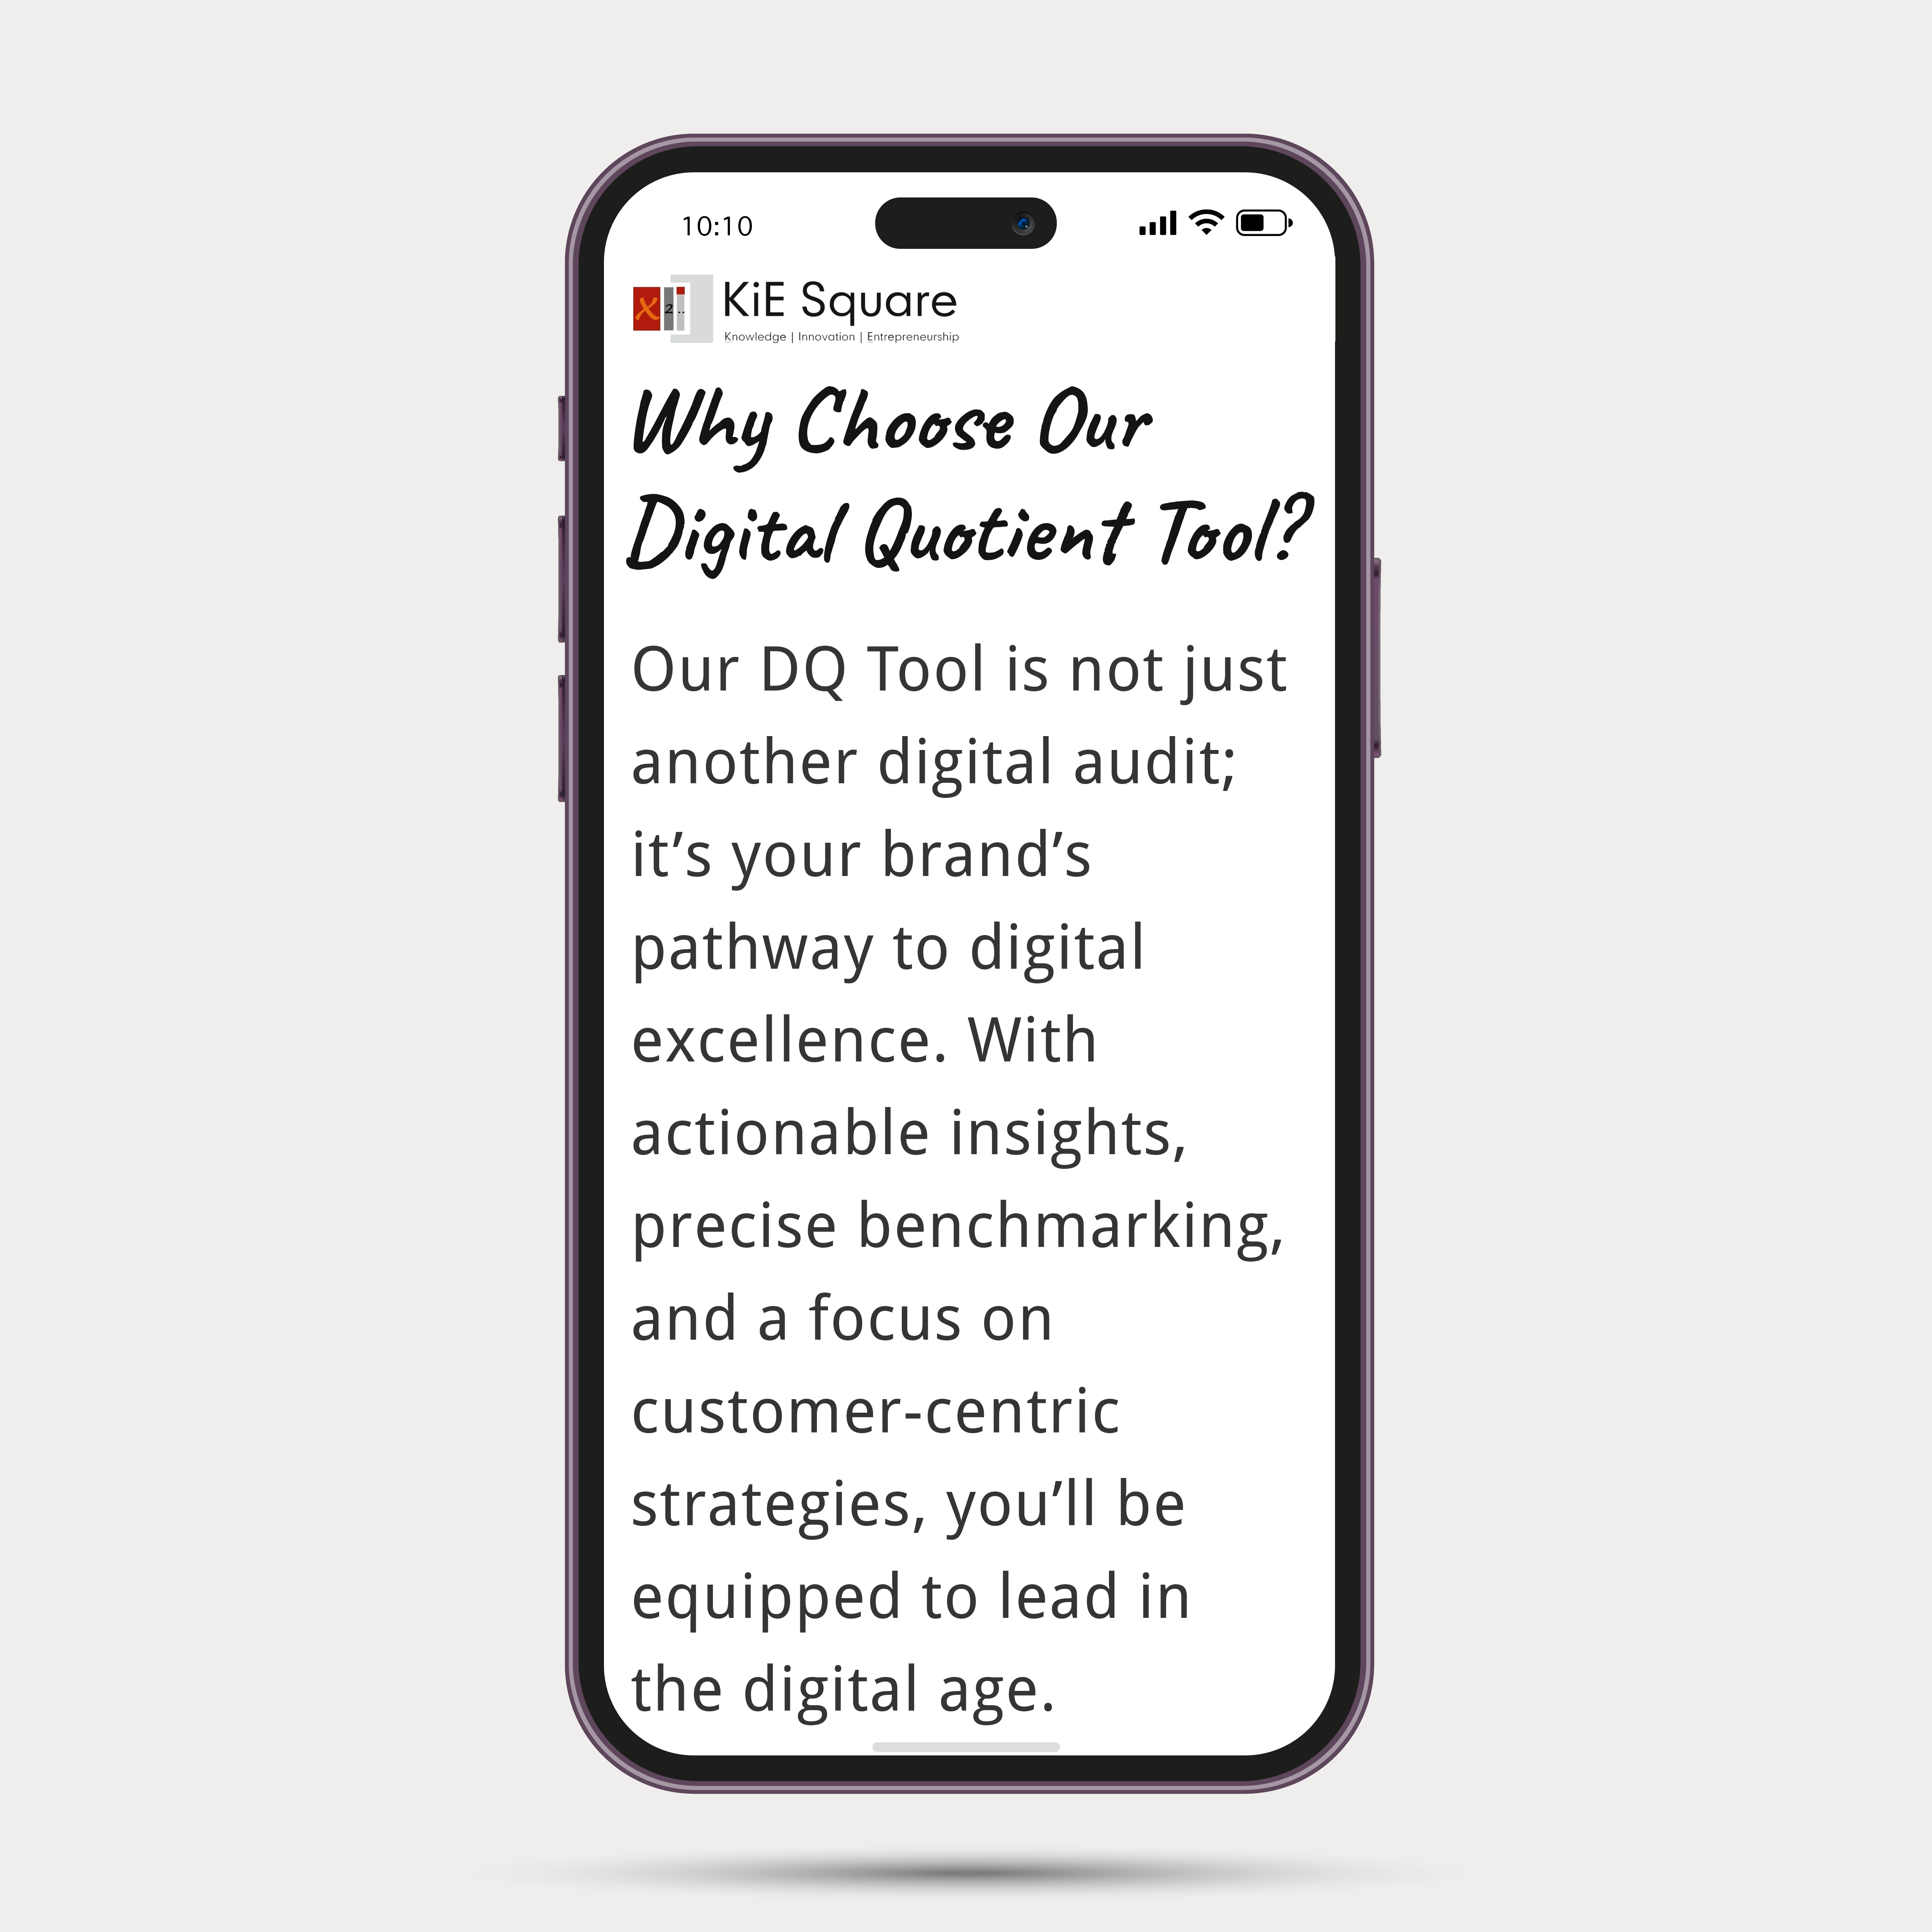 10:10
x 2 ..
KiE Square
Knowledge | Innovation | Entrepreneurship
Why Choose Our
Digital Quotient Tool?
Our DQ Tool is not just
another digital audit;
it’s your brand’s
pathway to digital
excellence. With
actionable insights,
precise benchmarking,
and a focus on
customer-centric
strategies, you’ll be
equipped to lead in
the digital age.